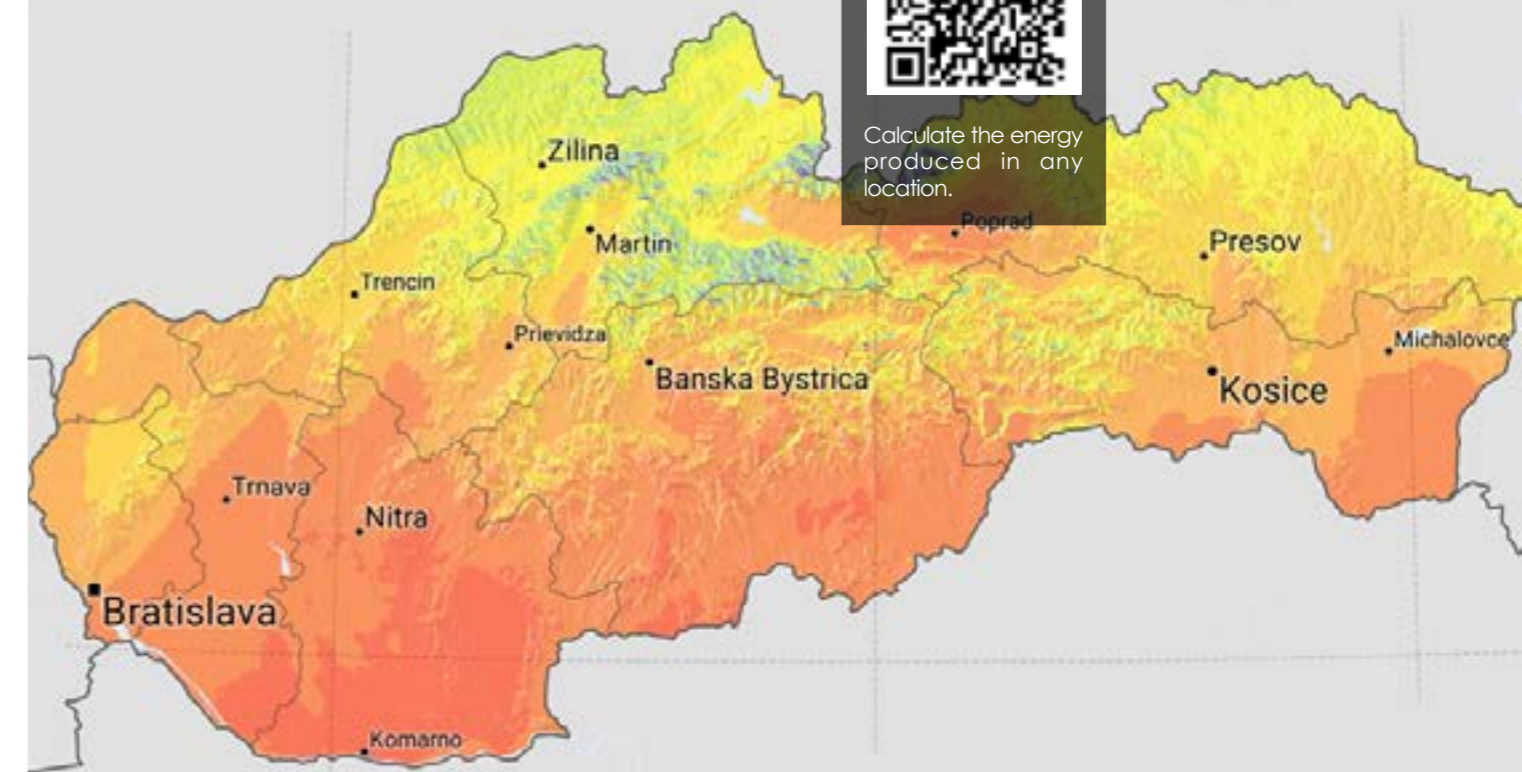 Calculate the energy
produced in any
location.
Zilina
Poprad
Martin
Presov
Trencin
Prievidza
Michalovce
Banska Bystrica
Kosice
Trnava
Nitra
Bratislava
Komarno